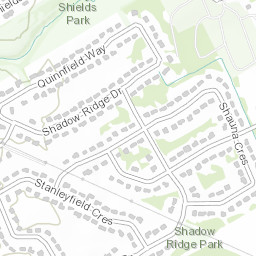 Shields
Park
Quinnfield Way
Shadow Ridge Dr
Shauna Cres
Stanleyfield Cres
Shadow
Ridge Park